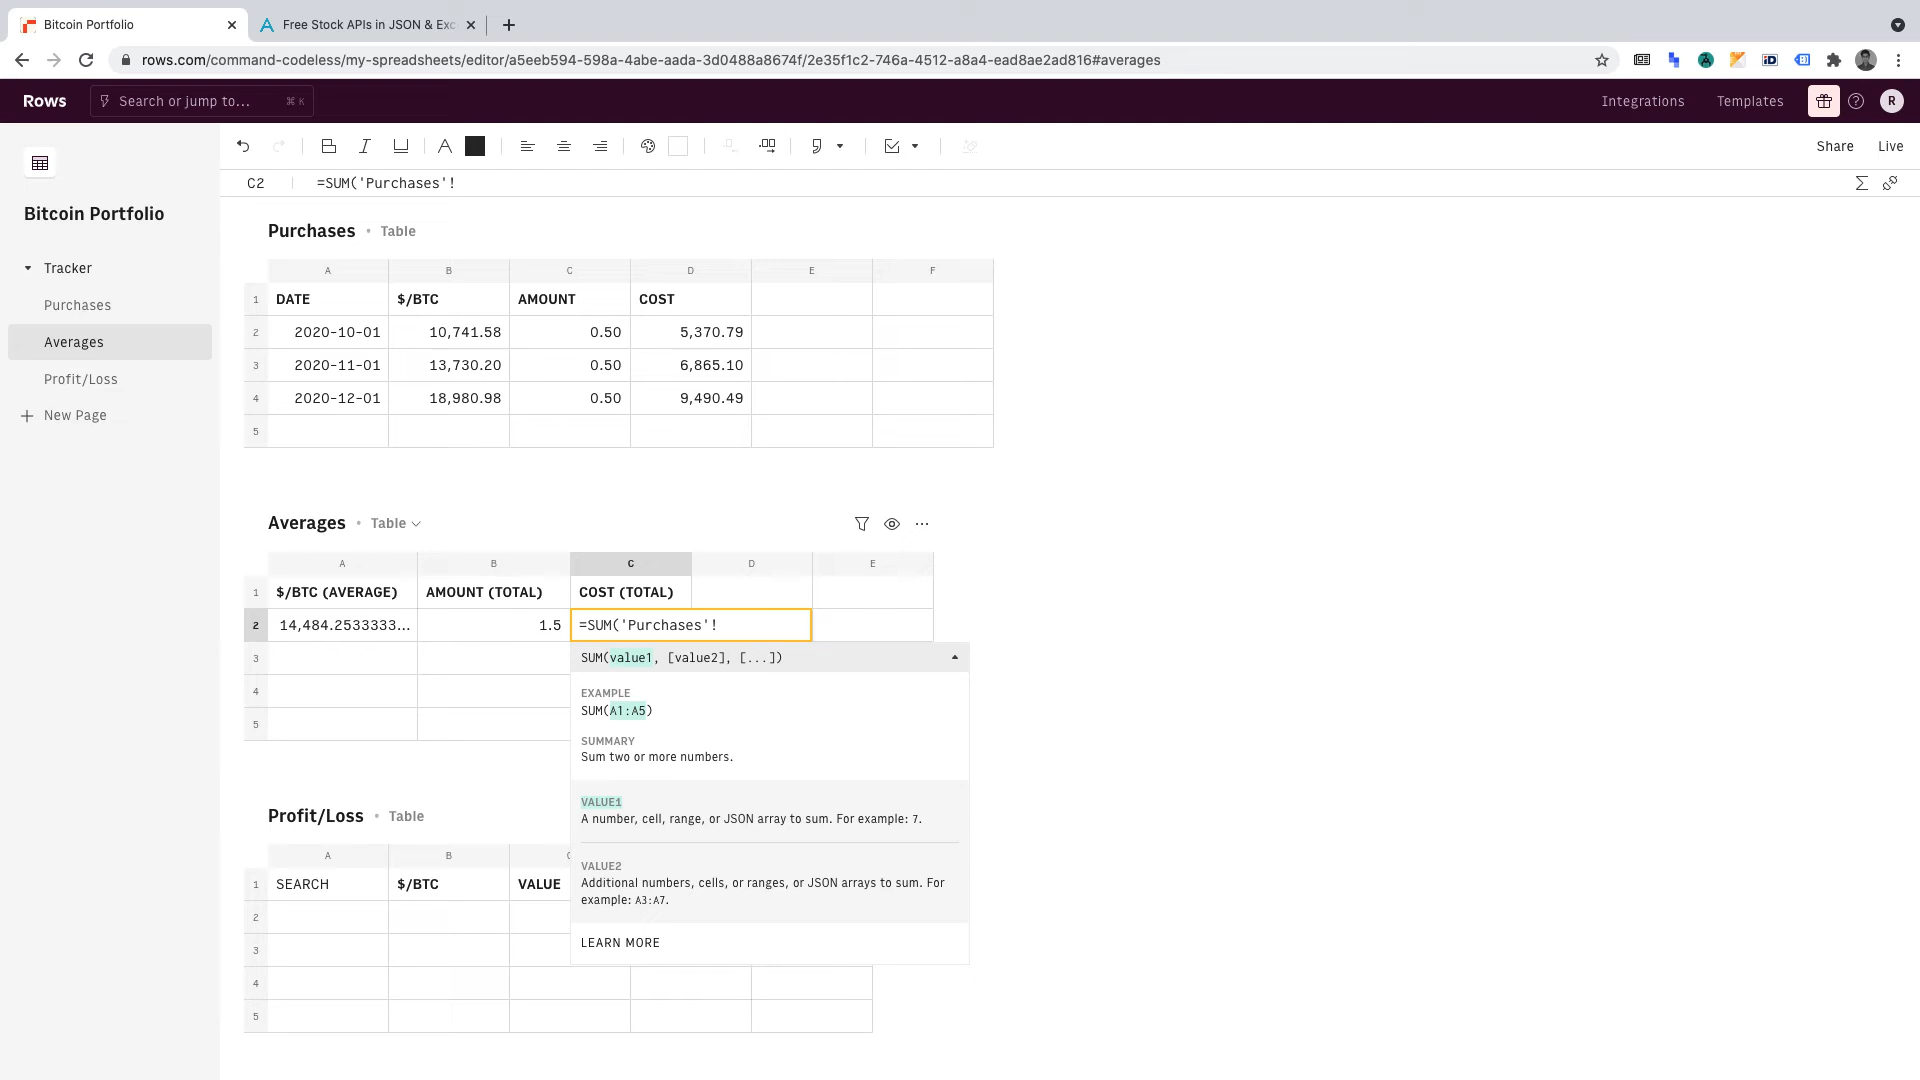 Bitcoin Portfolio
Free Stock APIs in JSON & Exc
rows.com/command-codeless/my-spreadsheets/editor/a5eeb594-598a-4abe-aada-3d0488a8674f/2e35f1c2-746a-4512-a8a4-ead8ae2ad816#averages
Rows
Search or jump to...
⌘ K
Integrations
Templates
R
Share
Live
C2
=SUM('Purchases'!
Bitcoin Portfolio
Tracker
Purchases
Averages
Profit/Loss
New Page
Purchases • Table
A B C D E F
1 DATE $/BTC AMOUNT COST
2 2020-10-01 10,741.58 0.50 5,370.79
3 2020-11-01 13,730.20 0.50 6,865.10
4 2020-12-01 18,980.98 0.50 9,490.49
5
Averages • Table
A B C D E
1 $/BTC (AVERAGE) AMOUNT (TOTAL) COST (TOTAL)
2 14,484.2533333... 1.5 =SUM('Purchases'!
3
4
5
SUM(value1, [value2], [...])
EXAMPLE
SUM(A1:A5)
SUMMARY
Sum two or more numbers.
VALUE1
A number, cell, range, or JSON array to sum. For example: 7.
VALUE2
Additional numbers, cells, or ranges, or JSON arrays to sum. For
example: A3:A7.
LEARN MORE
Profit/Loss • Table
A B
1 SEARCH $/BTC VALUE
2
3
4
5